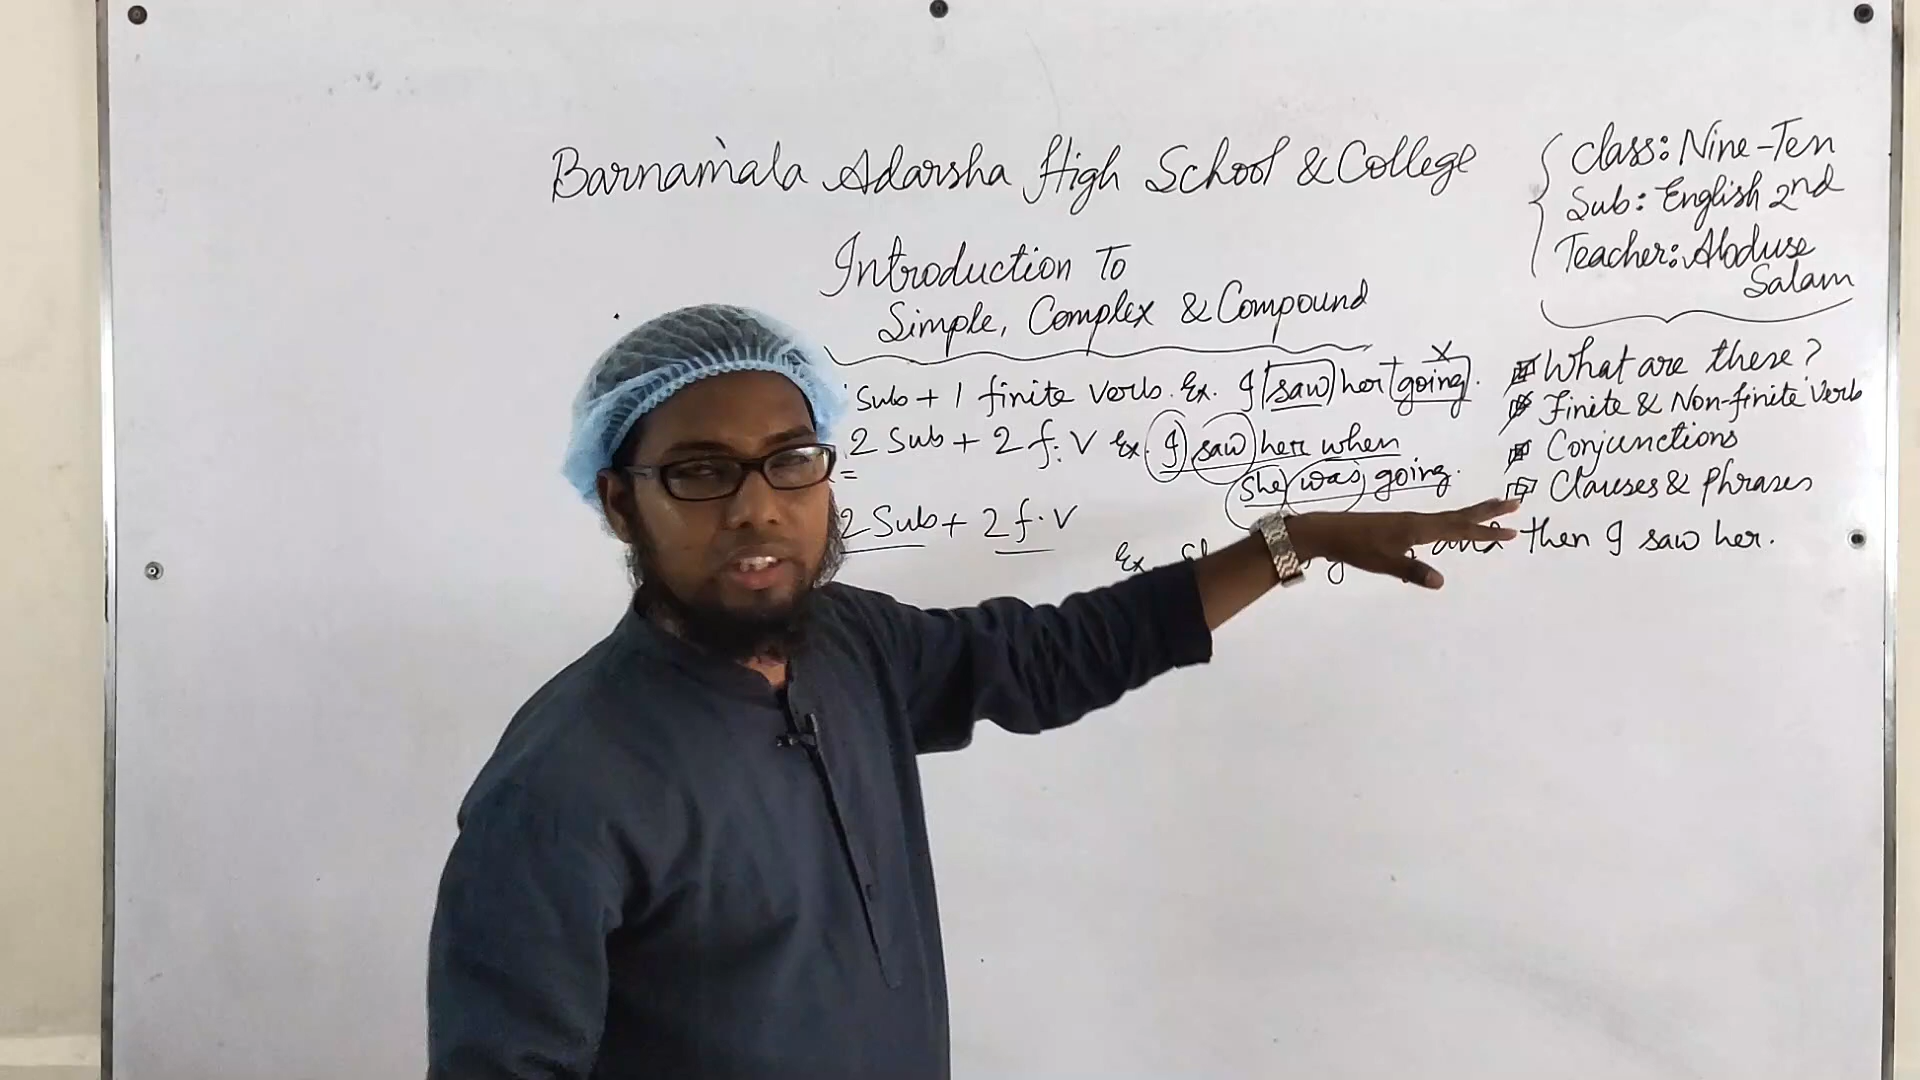 Barnamala Adarsha High School & College
Class: Nine-Ten
Sub: English 2nd
Teacher: Abduse
Salam
Introduction To
Simple, Complex & Compound
Sub + 1 finite verb. Ex. I saw her + going.
2 Sub + 2 f. V Ex. I saw her when
she was going.
2 Sub + 2 f. V
Ex. and then I saw her.
What are these?
Finite & Non-finite Verb
Conjunctions
Clauses & Phrases